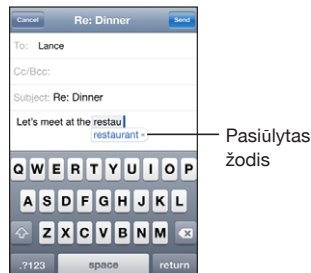 Cancel Re: Dinner Send
To: Lance
Cc/Bcc:
Subject: Re: Dinner
Let's meet at the restau
restaurant ×
Pasiūlytas
žodis
Q W E R T Y U I O P
A S D F G H J K L
Z X C V B N M
.?123 space return